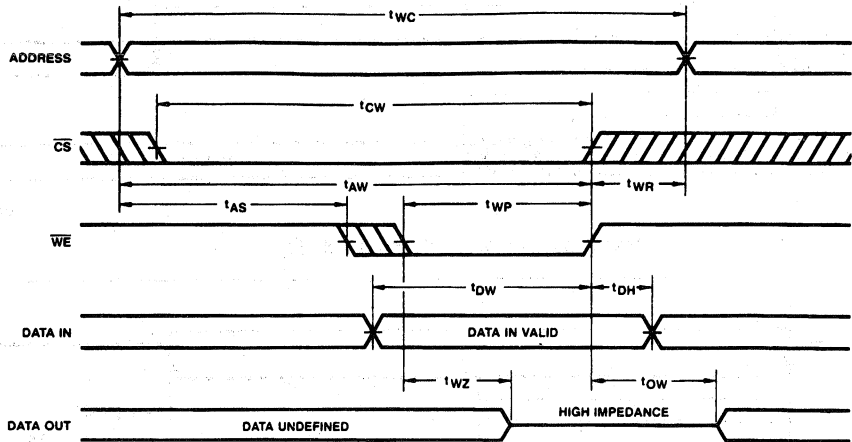 tWC
ADDRESS
tCW
CS
tAW
tWR
tAS
tWP
WE
tDW
tDH
DATA IN
DATA IN VALID
tWZ
tOW
HIGH IMPEDANCE
DATA OUT
DATA UNDEFINED